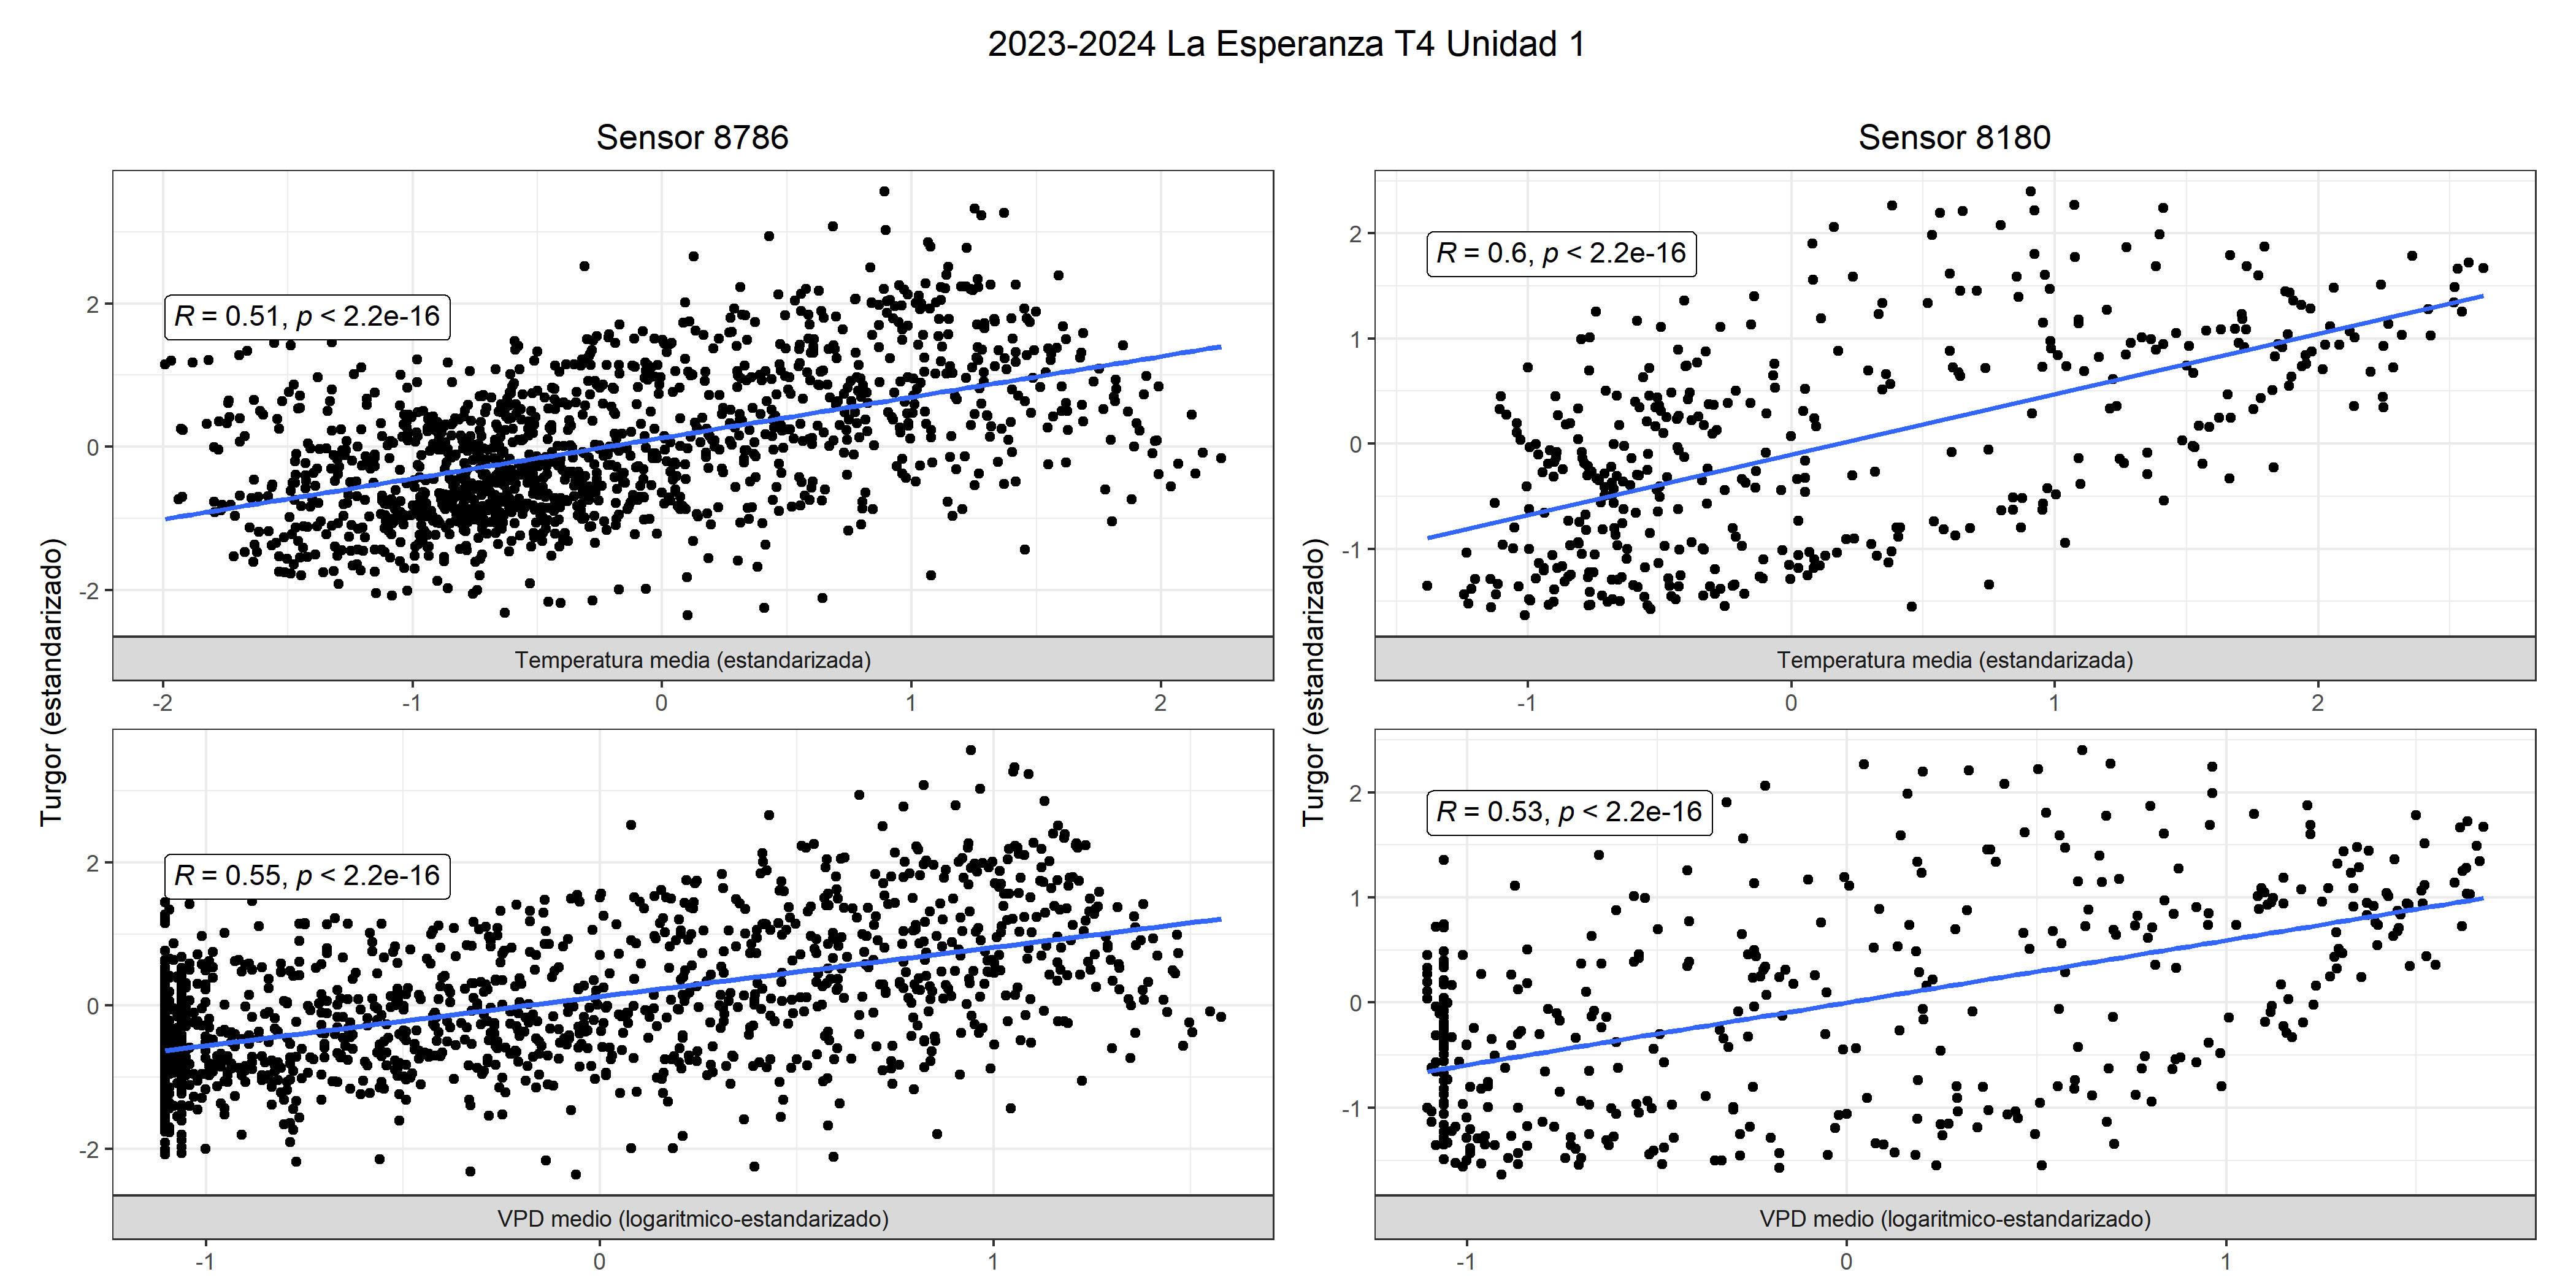 2023-2024 La Esperanza T4 Unidad 1
Sensor 8786
Turgor (estandarizado)
R = 0.51, p < 2.2e-16
2
0
-2
Temperatura media (estandarizada)
-2 -1 0 1 2
R = 0.55, p < 2.2e-16
2
0
-2
VPD medio (logaritmico-estandarizado)
-1 0 1
Sensor 8180
Turgor (estandarizado)
R = 0.6, p < 2.2e-16
2
1
0
-1
Temperatura media (estandarizada)
-1 0 1 2
R = 0.53, p < 2.2e-16
2
1
0
-1
VPD medio (logaritmico-estandarizado)
-1 0 1